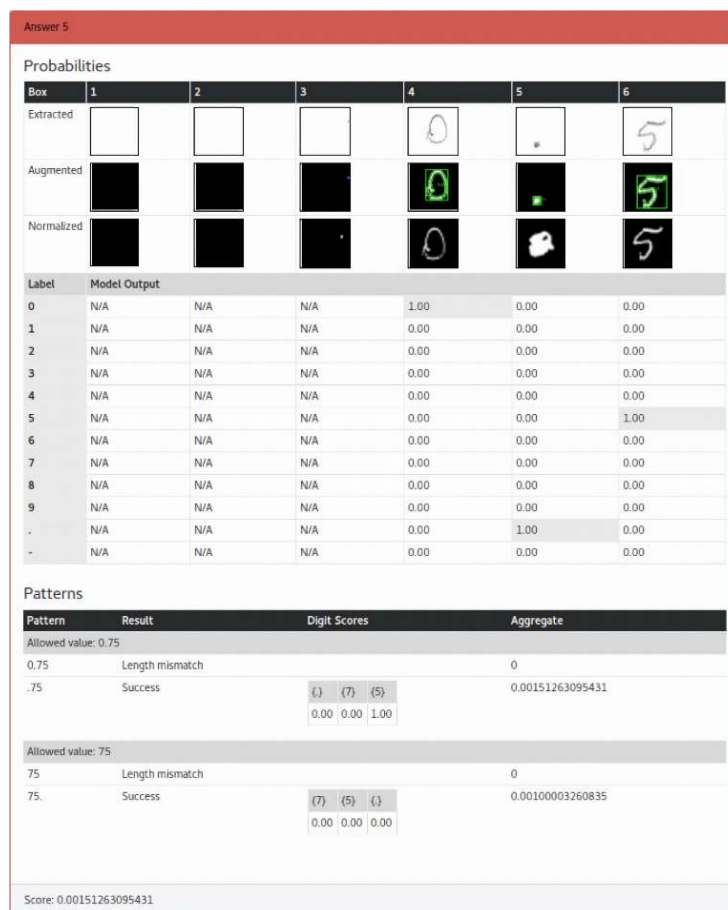 Answer 5
Probabilities
Box 1 2 3 4 5 6
Extracted 0 . 5
Augmented 0 . 5
Normalized 0 . 5
Label Model Output
0 N/A N/A N/A 1.00 0.00 0.00
1 N/A N/A N/A 0.00 0.00 0.00
2 N/A N/A N/A 0.00 0.00 0.00
3 N/A N/A N/A 0.00 0.00 0.00
4 N/A N/A N/A 0.00 0.00 0.00
5 N/A N/A N/A 0.00 0.00 1.00
6 N/A N/A N/A 0.00 0.00 0.00
7 N/A N/A N/A 0.00 0.00 0.00
8 N/A N/A N/A 0.00 0.00 0.00
9 N/A N/A N/A 0.00 0.00 0.00
. N/A N/A N/A 0.00 1.00 0.00
- N/A N/A N/A 0.00 0.00 0.00
Patterns
Pattern Result Digit Scores Aggregate
Allowed value: 0.75
0.75 Length mismatch 0
.75 Success {.} {7} {5} 0.00151263095431
0.00 0.00 1.00
Allowed value: 75
75 Length mismatch 0
75. Success {7} {5} {.} 0.00100003260835
0.00 0.00 0.00
Score: 0.00151263095431